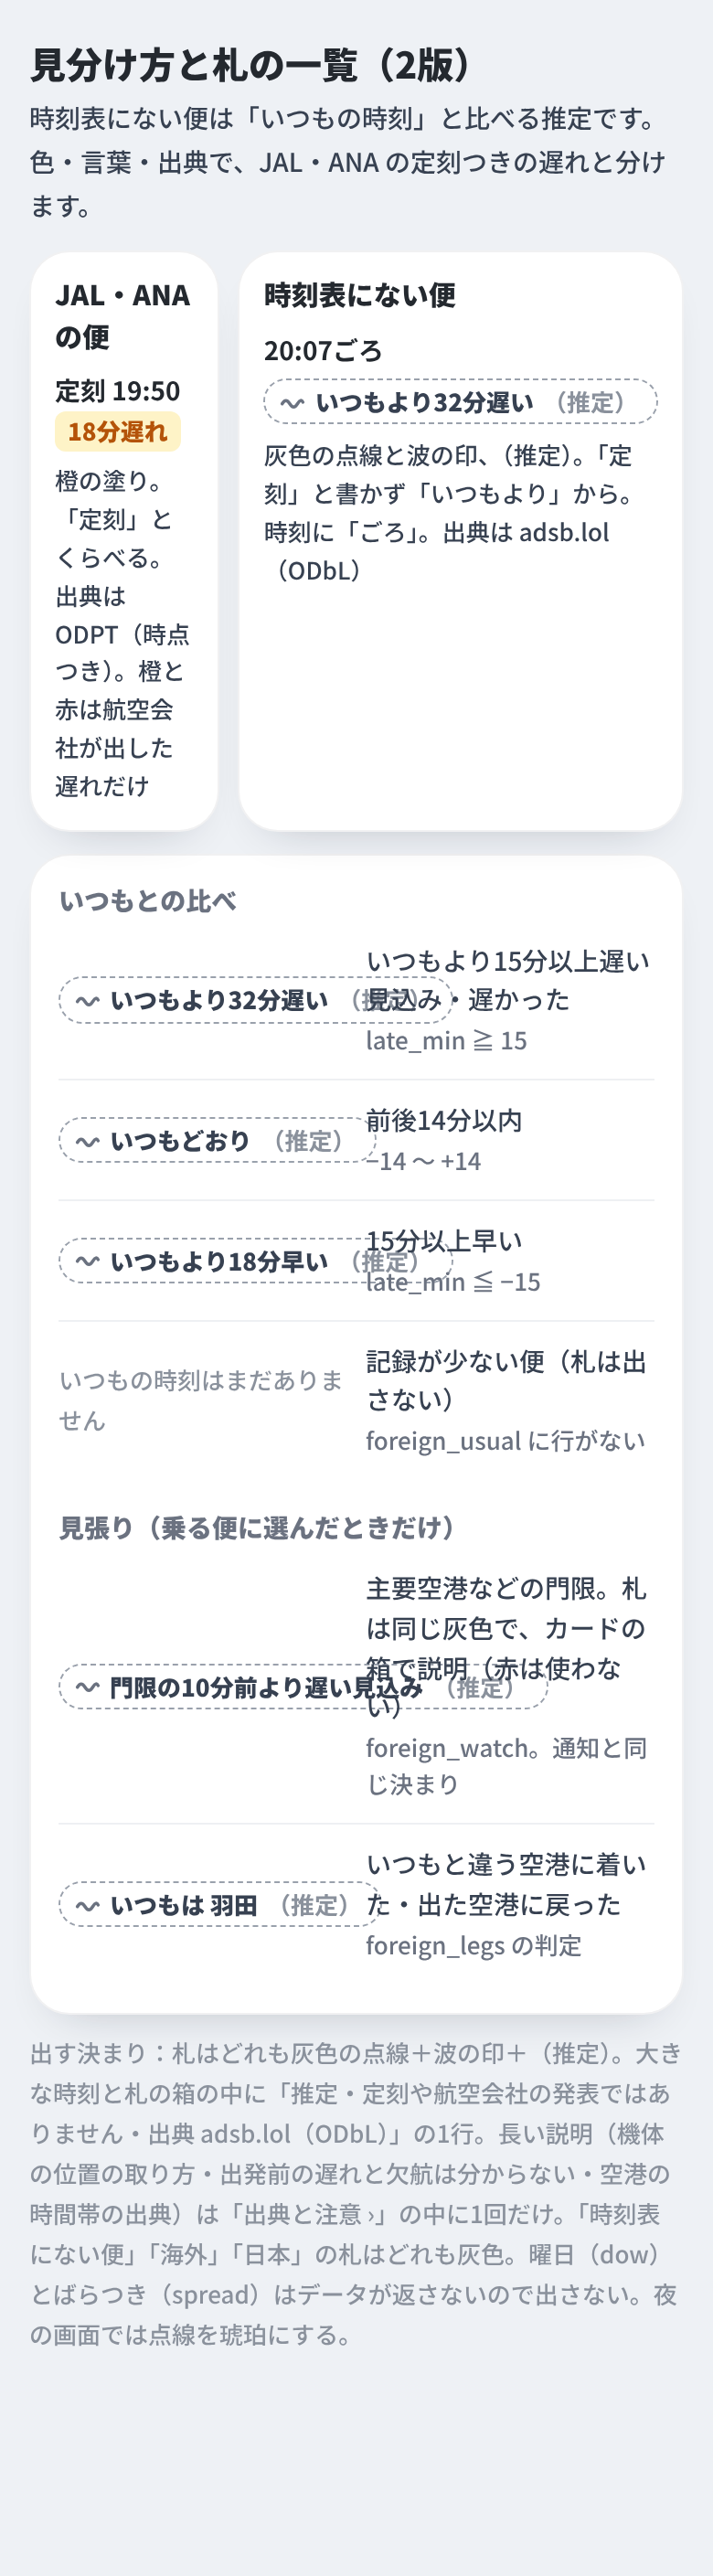 見分け方と札の一覧（2版）
時刻表にない便は「いつもの時刻」と比べる推定です。
色・言葉・出典で、JAL・ANA の定刻つきの遅れと分け
ます。
JAL・ANA
の便
定刻 19:50
18分遅れ
橙の塗り。
「定刻」と
くらべる。
出典は
ODPT（時点
つき）。橙と
赤は航空会
社が出した
遅れだけ
時刻表にない便
20:07ごろ
いつもより32分遅い （推定）
灰色の点線と波の印、（推定）。「定
刻」と書かず「いつもより」から。
時刻に「ごろ」。出典は adsb.lol
（ODbL）
いつもとの比べ
いつもより32分遅い （推定）
いつもより15分以上遅い
見込み・遅かった
late_min ≧ 15
いつもどおり （推定）
前後14分以内
−14 〜 +14
いつもより18分早い （推定）
15分以上早い
late_min ≦ −15
いつもの時刻はまだありま
せん
記録が少ない便（札は出
さない）
foreign_usual に行がない
見張り（乗る便に選んだときだけ）
門限の10分前より遅い見込み （推定）
主要空港などの門限。札
は同じ灰色で、カードの
箱で説明（赤は使わな
い）
foreign_watch。通知と同
じ決まり
いつもは 羽田 （推定）
いつもと違う空港に着い
た・出た空港に戻った
foreign_legs の判定
出す決まり：札はどれも灰色の点線＋波の印＋（推定）。大き
な時刻と札の箱の中に「推定・定刻や航空会社の発表ではあ
りません・出典 adsb.lol（ODbL）」の1行。長い説明（機体
の位置の取り方・出発前の遅れと欠航は分からない・空港の
時間帯の出典）は「出典と注意 ›」の中に1回だけ。「時刻表
にない便」「海外」「日本」の札はどれも灰色。曜日（dow）
とばらつき（spread）はデータが返さないので出さない。夜
の画面では点線を琥珀にする。